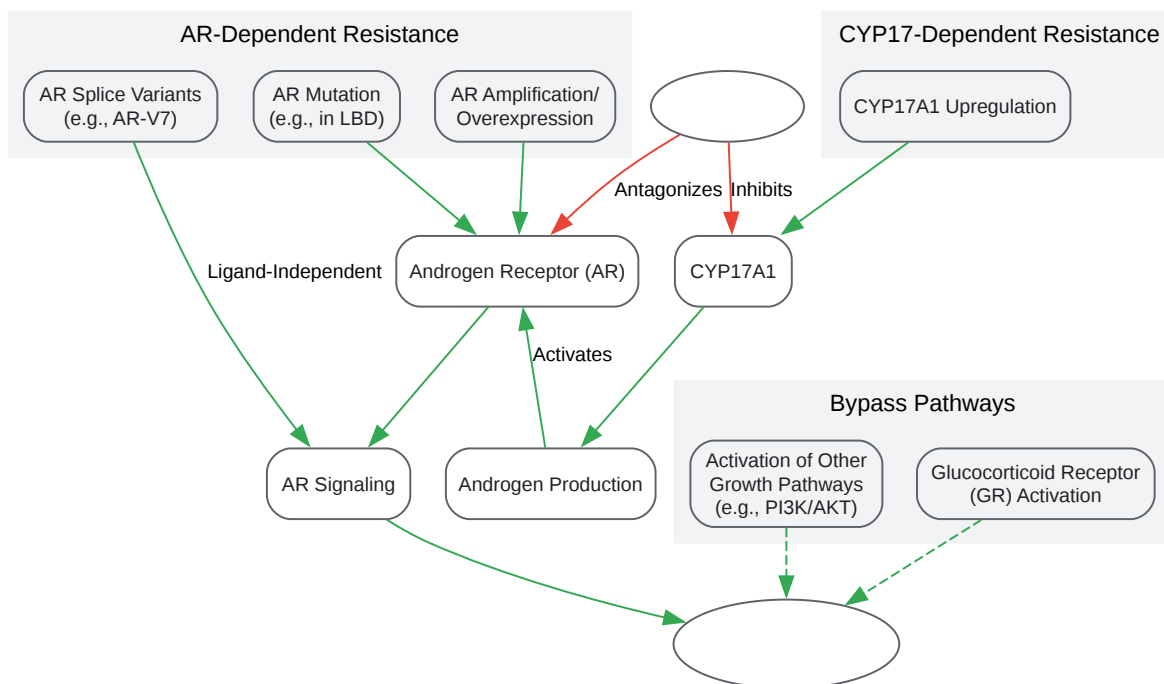 AR-Dependent Resistance
CYP17-Dependent Resistance
AR Splice Variants
(e.g., AR-V7)
AR Mutation
(e.g., in LBD)
AR Amplification/
Overexpression
CYP17A1 Upregulation
Antagonizes
Inhibits
Ligand-Independent
Androgen Receptor (AR)
CYP17A1
Activates
Bypass Pathways
AR Signaling
Androgen Production
Activation of Other
Growth Pathways
(e.g., PI3K/AKT)
Glucocorticoid Receptor
(GR) Activation